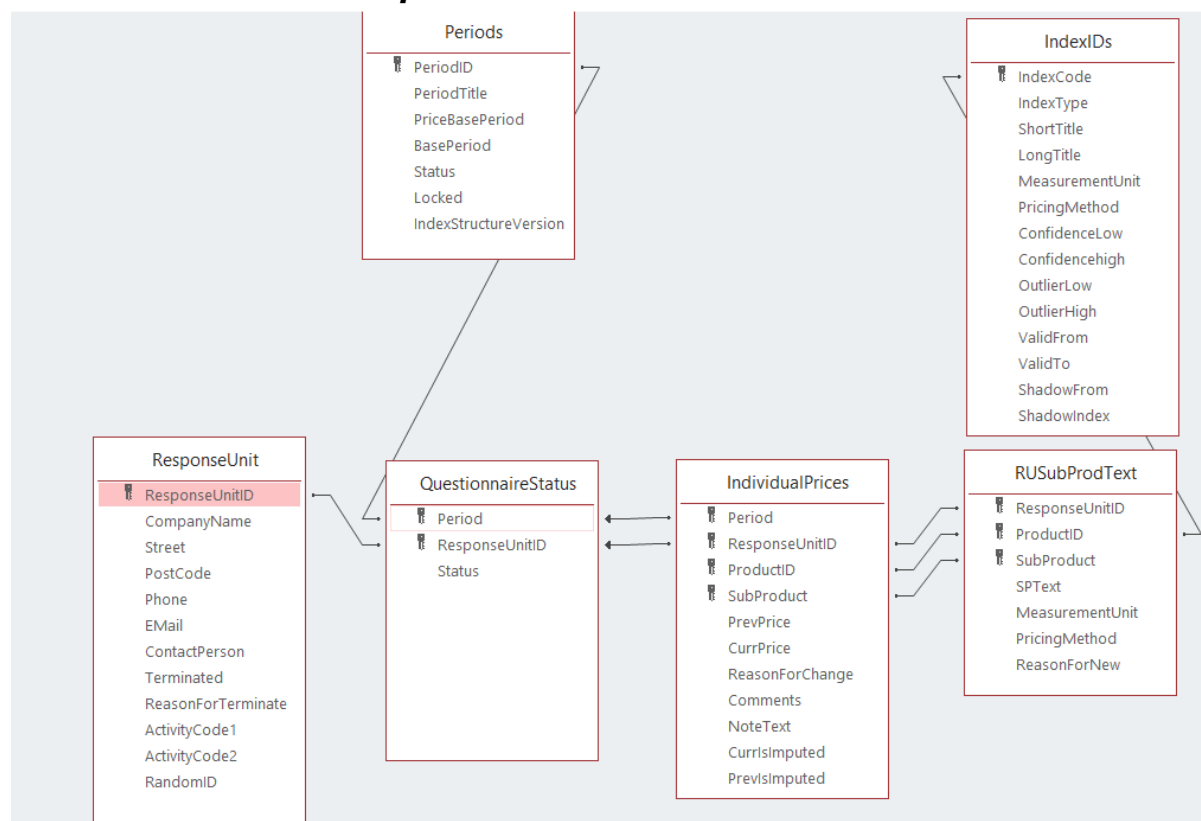 Periods
PeriodID
PeriodTitle
PriceBasePeriod
BasePeriod
Status
Locked
IndexStructureVersion
IndexIDs
IndexCode
IndexType
ShortTitle
LongTitle
MeasurementUnit
PricingMethod
ConfidenceLow
Confidencehigh
OutlierLow
OutlierHigh
ValidFrom
ValidTo
ShadowFrom
ShadowIndex
ResponseUnit
ResponseUnitID
CompanyName
Street
PostCode
Phone
EMail
ContactPerson
Terminated
ReasonForTerminate
ActivityCode1
ActivityCode2
RandomID
QuestionnaireStatus
Period
ResponseUnitID
Status
IndividualPrices
Period
ResponseUnitID
ProductID
SubProduct
PrevPrice
CurrPrice
ReasonForChange
Comments
NoteText
CurrIsImputed
PrevIsImputed
RUSubProdText
ResponseUnitID
ProductID
SubProduct
SPText
MeasurementUnit
PricingMethod
ReasonForNew